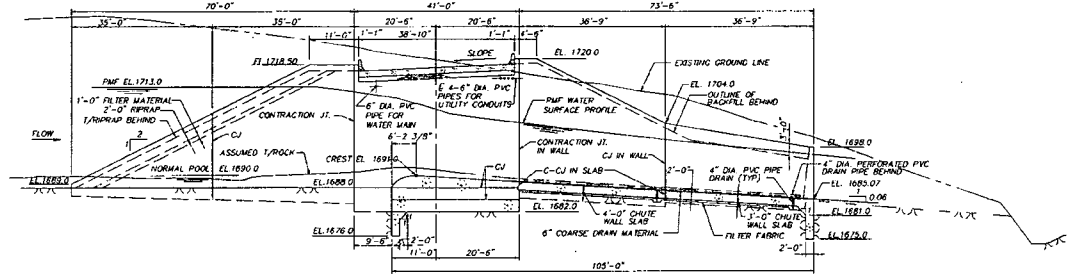 70'-0"
41'-0"
73'-6"
35'-0"
35'-0"
20'-6"
20'-6"
36'-9"
36'-9"
11'-0"
1'-1"
38'-10"
1'-1"
4'-6"
SLOPE
EL. 1720.0
EL 1718.50
EXISTING GROUND LINE
PMF EL.1713.0
4-6" DIA. PVC
PIPES FOR
UTILITY CONDUITS
EL. 1704.0
OUTLINE OF
BACKFILL BEHIND
1'-0" FILTER MATERIAL
2'-0" RIPRAP
T/RIPRAP BEHIND
6" DIA. PVC
PIPE FOR
WATER MAIN
PMF WATER
SURFACE PROFILE
CONTRACTION JT.
3'-0"
FLOW
2
1
CJ
6'-2 3/8"
CONTRACTION JT.
IN WALL
EL. 1698.0
ASSUMED T/ROCK
CREST EL 1691.0
CJ
CJ IN WALL
4" DIA. PERFORATED PVC
DRAIN PIPE BEHIND
NORMAL POOL EL 1690.0
C-CJ IN SLAB
2'-0"
4" DIA. PVC PIPE
DRAIN (TYP)
EL.1689.0
EL.1688.0
EL. 1685.07
1
0.06
EL. 1682.0
4'-0" CHUTE
WALL SLAB
3'-0" CHUTE
WALL SLAB
EL.1681.0
EL.1676.0
6" COARSE DRAIN MATERIAL
FILTER FABRIC
EL.1675.0
9'-6"
2'-0"
2'-0"
11'-0"
20'-6"
105'-0"